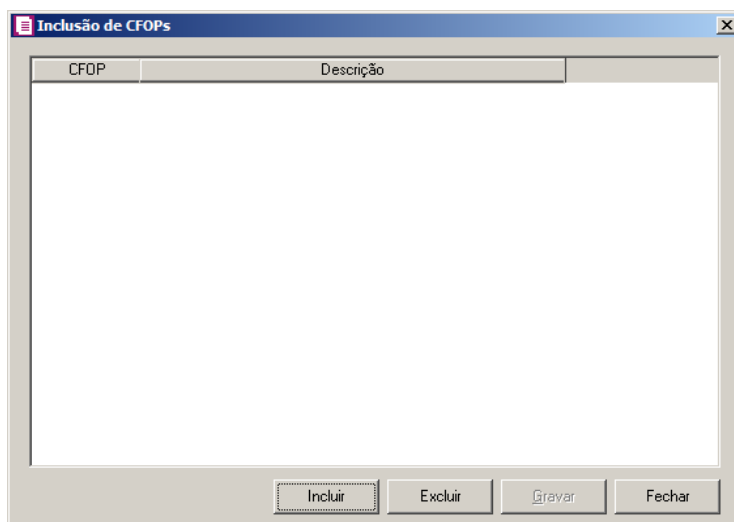 Inclusão de CFOPs
CFOP Descrição
Incluir Excluir Gravar Fechar